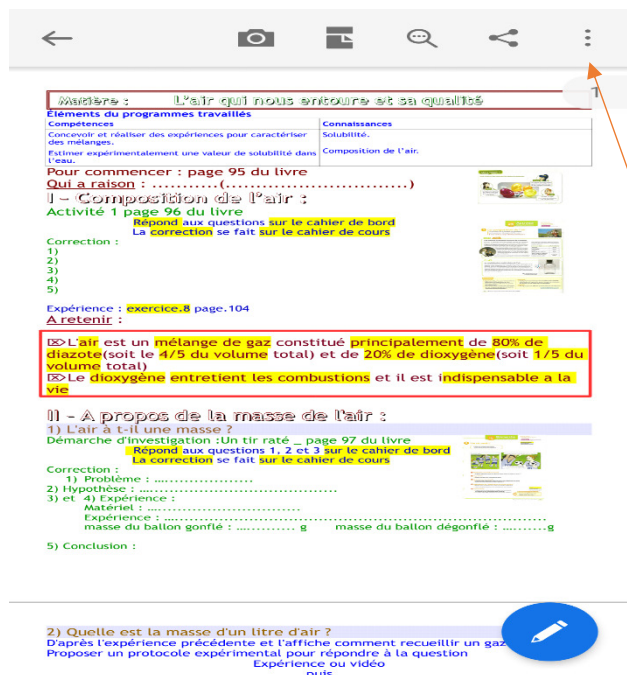 1
Matière : L'air qui nous entoure et sa qualité
Éléments du programmes travaillés
Compétences Connaissances
Concevoir et réaliser des expériences pour caractériser Solubilité.
des mélanges.
Estimer expérimentalement une valeur de solubilité dans Composition de l'air.
l'eau.
Pour commencer : page 95 du livre
Qui a raison : ...........(..............................)
I - Composition de l'air :
Activité 1 page 96 du livre
Répond aux questions sur le cahier de bord
La correction se fait sur le cahier de cours
Correction :
1)
2)
3)
4)
5)
Expérience : exercice.8 page.104
A retenir :
⌦L'air est un mélange de gaz constitué principalement de 80% de
diazote(soit le 4/5 du volume total) et de 20% de dioxygène(soit 1/5 du
volume total)
⌦Le dioxygène entretient les combustions et il est indispensable a la
vie
II - A propos de la masse de l'air :
1) L'air à t-il une masse ?
Démarche d'investigation :Un tir raté _ page 97 du livre
Répond aux questions 1, 2 et 3 sur le cahier de bord
La correction se fait sur le cahier de cours
Correction :
1) Problème : ....................
2) Hypothèse : .......................................
3) et 4) Expérience :
Matériel : ................................
Expérience : ................................................................................
masse du ballon gonflé : ............. g masse du ballon dégonflé : ..........g
5) Conclusion :
2) Quelle est la masse d'un litre d'air ?
D'après l'expérience précédente et l'affiche comment recueillir un gaz
Proposer un protocole expérimental pour répondre à la question
Expérience ou vidéo
puis